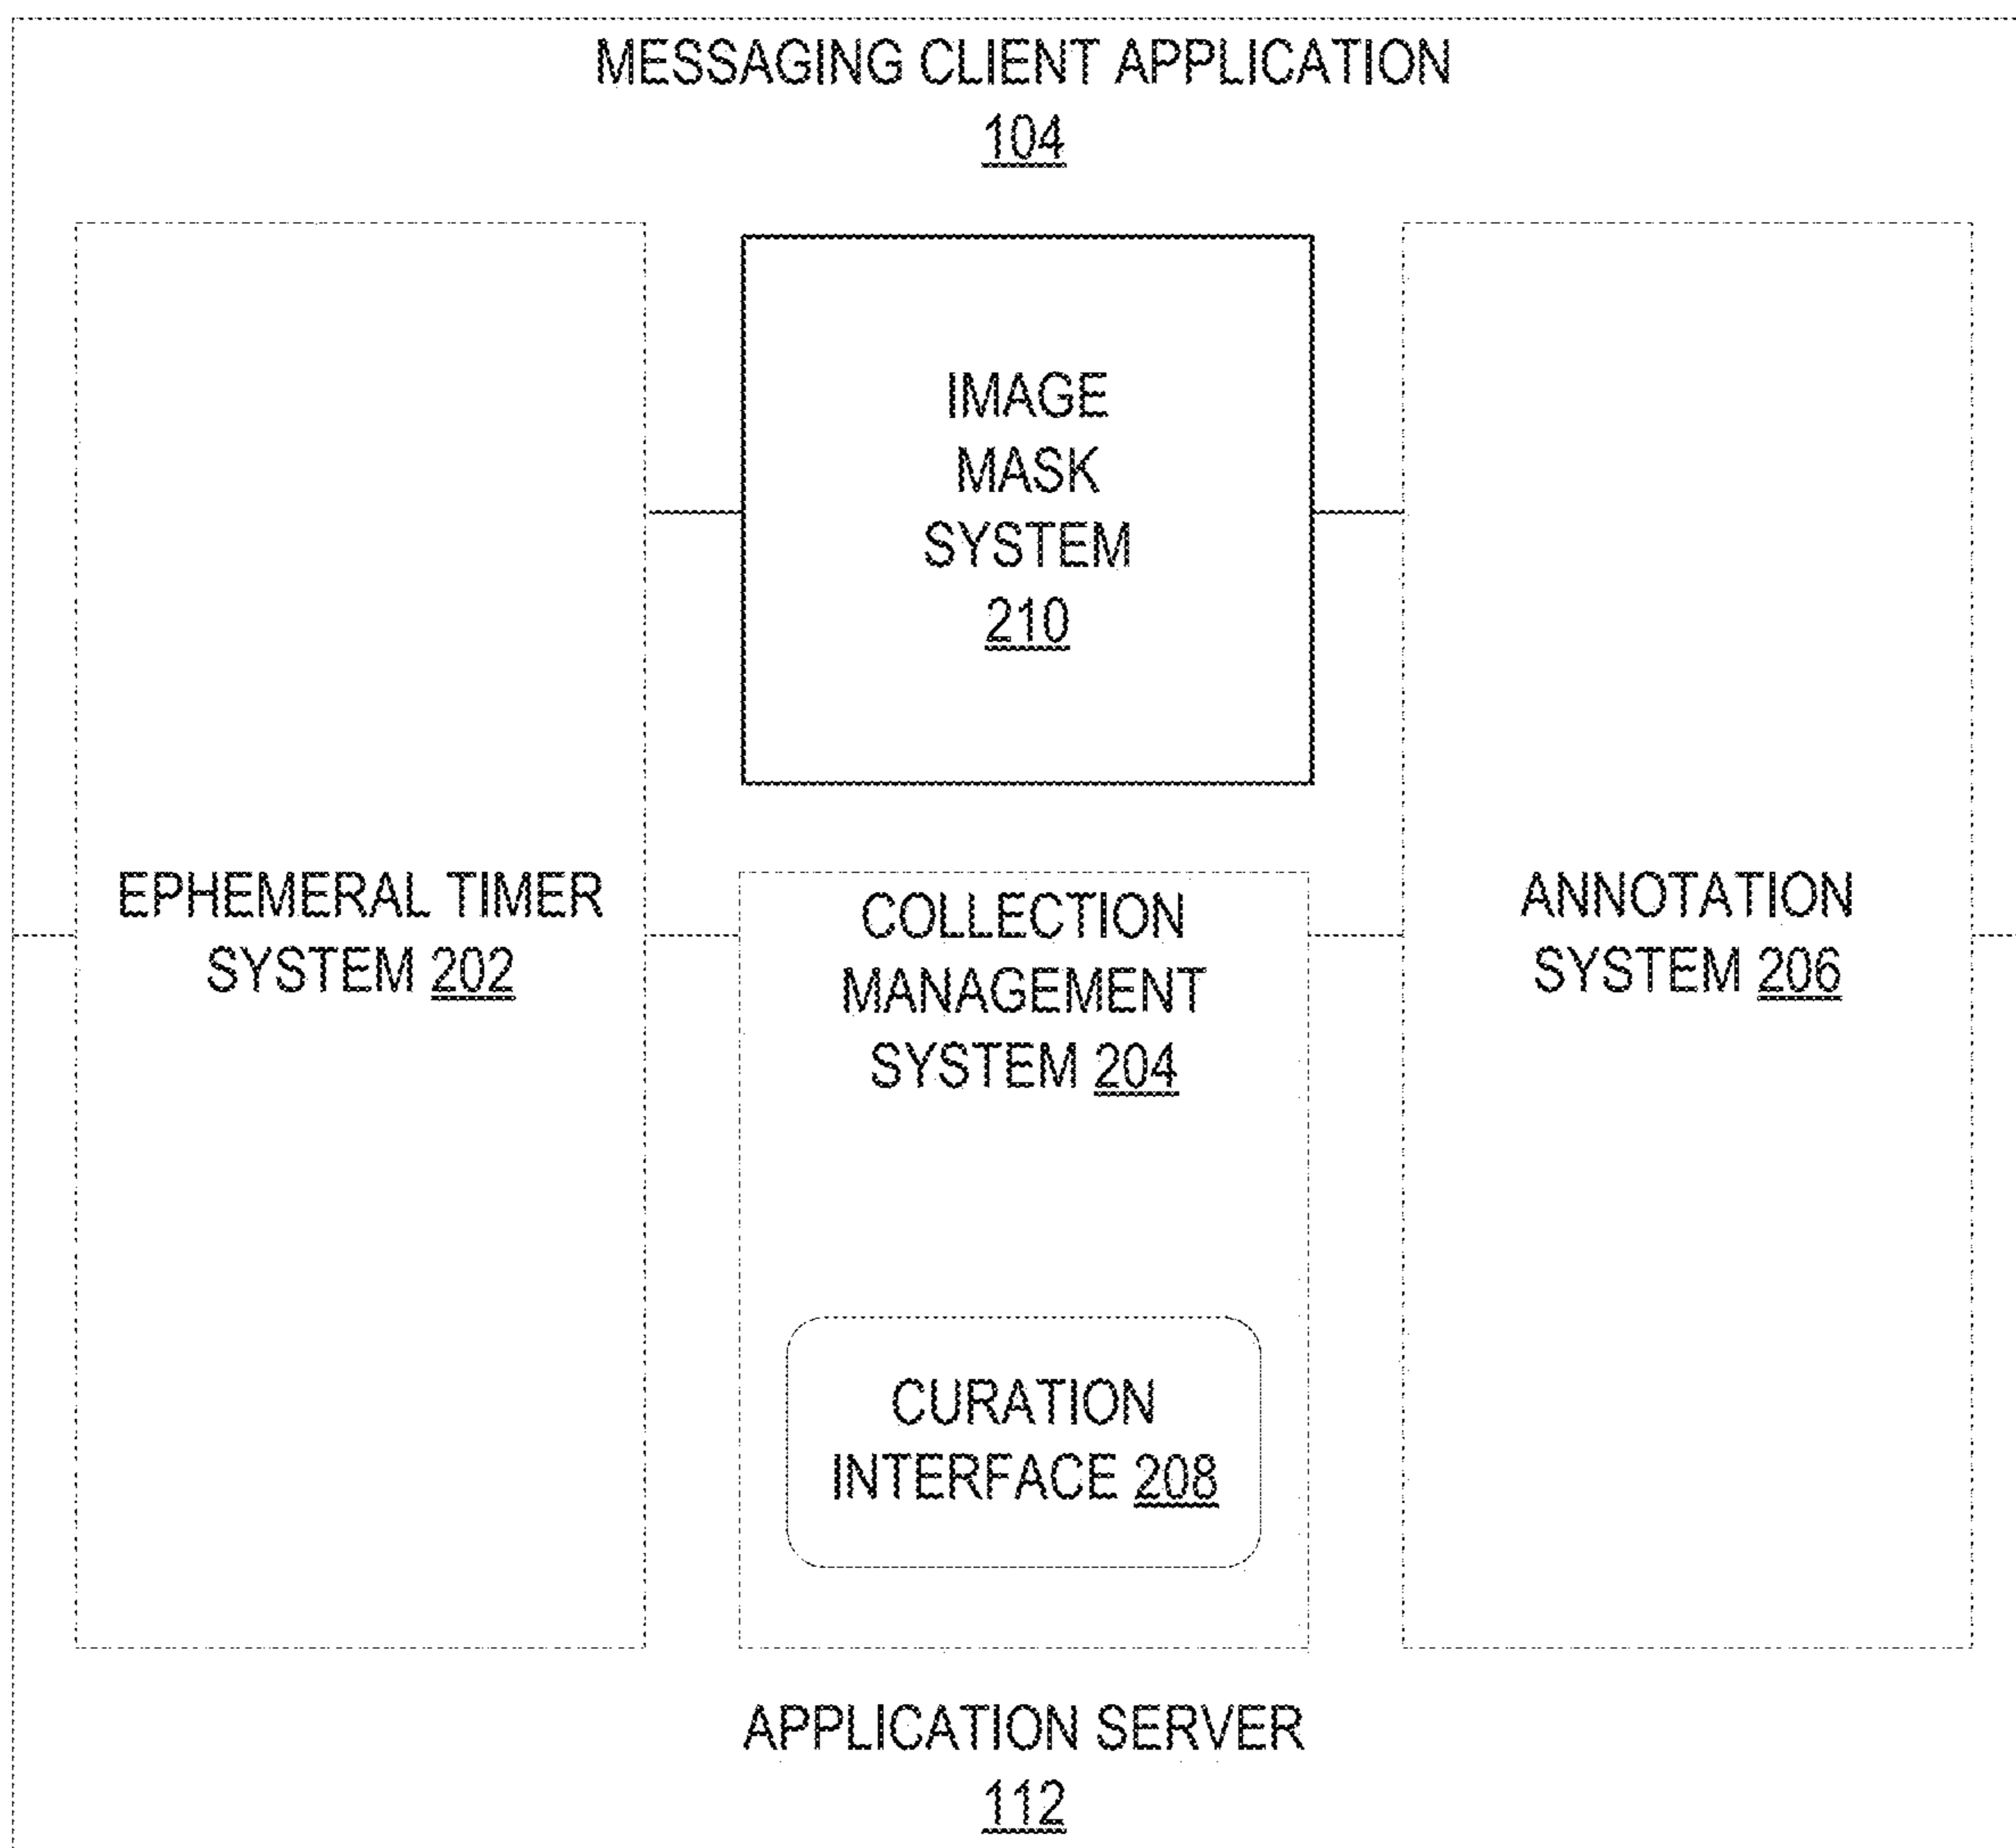 MESSAGING CLIENT APPLICATION
104
IMAGE
MASK
SYSTEM
210
EPHEMERAL TIMER
SYSTEM 202
COLLECTION
MANAGEMENT
SYSTEM 204
ANNOTATION
SYSTEM 206
CURATION
INTERFACE 208
APPLICATION SERVER
112